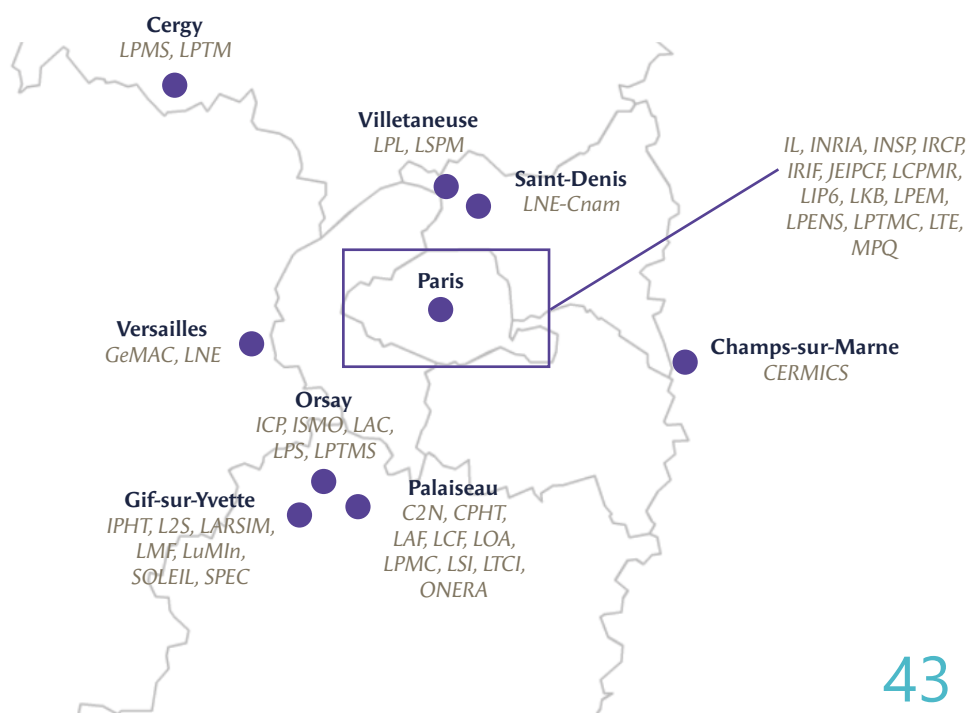 Cergy
LPMS, LPTM
Villetaneuse
LPL, LSPM
Saint-Denis
LNE-Cnam
IL, INRIA, INSP, IRCP,
IRIF, JEIPCF, LCPMR,
LIP6, LKB, LPEM,
LPENS, LPTMC, LTE,
MPQ
Paris
Versailles
GeMAC, LNE
Champs-sur-Marne
CERMICS
Orsay
ICP, ISMO, LAC,
LPS, LPTMS
Gif-sur-Yvette
IPHT, L2S, LARSIM,
LMF, LuMIn,
SOLEIL, SPEC
Palaiseau
C2N, CPHT,
LAF, LCF, LOA,
LPMC, LSI, LTCI,
ONERA
43